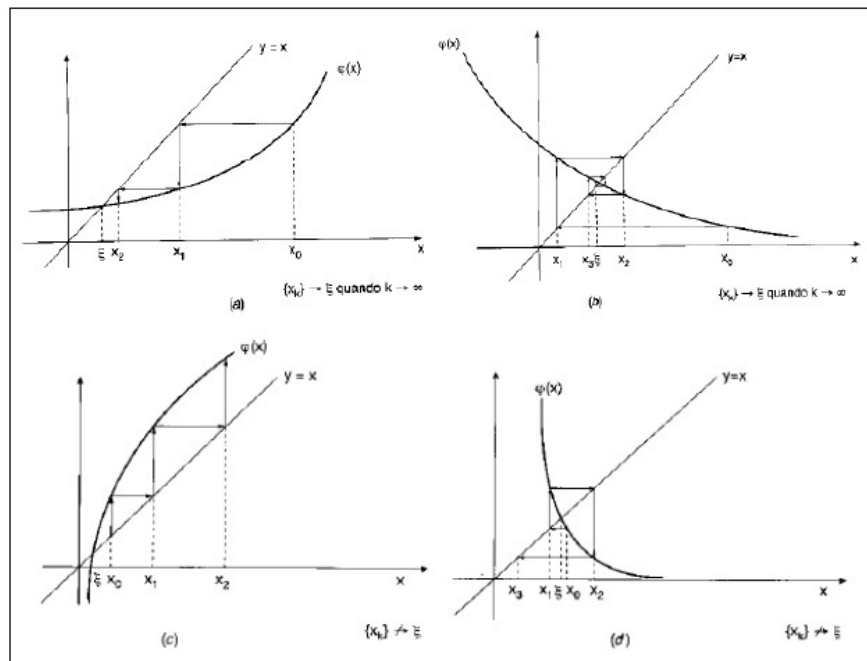 y = x
φ(x)
x
ξ x₂ x₁ x₀
{xₖ} → ξ quando k → ∞
(a)
φ(x)
y=x
x
x₁ x₃ ξ x₂ x₀
{xₖ} → ξ quando k → ∞
(b)
φ(x)
y = x
ξ x₀ x₁ x₂ x
(c)
{xₖ} ↛ ξ
φ(x)
y=x
x
x₃ x₁ ξ x₀ x₂
(d)
{xₖ} ↛ ξ